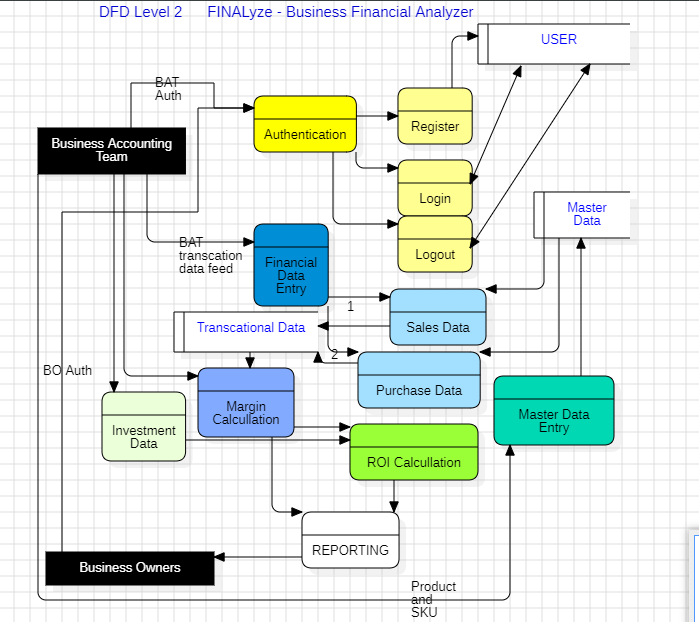 DFD Level 2 FINALyze - Business Financial Analyzer
USER
BAT
Auth
Register
Authentication
Business Accounting
Team
Login
Master
Data
BAT
transcation
data feed
Logout
Financial
Data
Entry
1
Transcational Data
Sales Data
2
BO Auth
Purchase Data
Margin
Calcullation
Master Data
Entry
Investment
Data
ROI Calcullation
REPORTING
Business Owners
Product
and
SKU